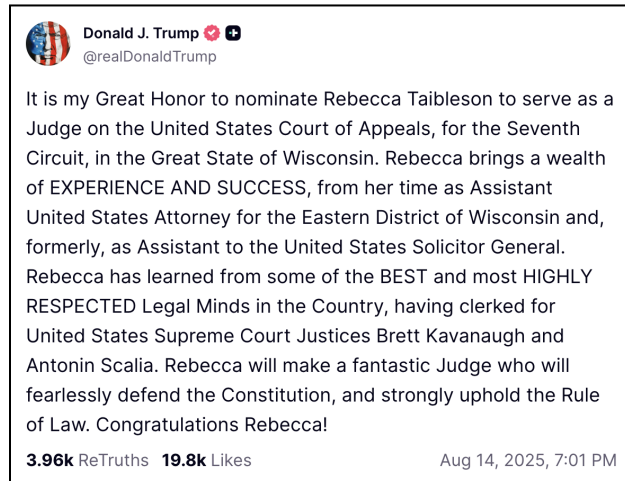 Donald J. Trump
@realDonaldTrump
It is my Great Honor to nominate Rebecca Taibleson to serve as a
Judge on the United States Court of Appeals, for the Seventh
Circuit, in the Great State of Wisconsin. Rebecca brings a wealth
of EXPERIENCE AND SUCCESS, from her time as Assistant
United States Attorney for the Eastern District of Wisconsin and,
formerly, as Assistant to the United States Solicitor General.
Rebecca has learned from some of the BEST and most HIGHLY
RESPECTED Legal Minds in the Country, having clerked for
United States Supreme Court Justices Brett Kavanaugh and
Antonin Scalia. Rebecca will make a fantastic Judge who will
fearlessly defend the Constitution, and strongly uphold the Rule
of Law. Congratulations Rebecca!
3.96k ReTruths 19.8k Likes Aug 14, 2025, 7:01 PM